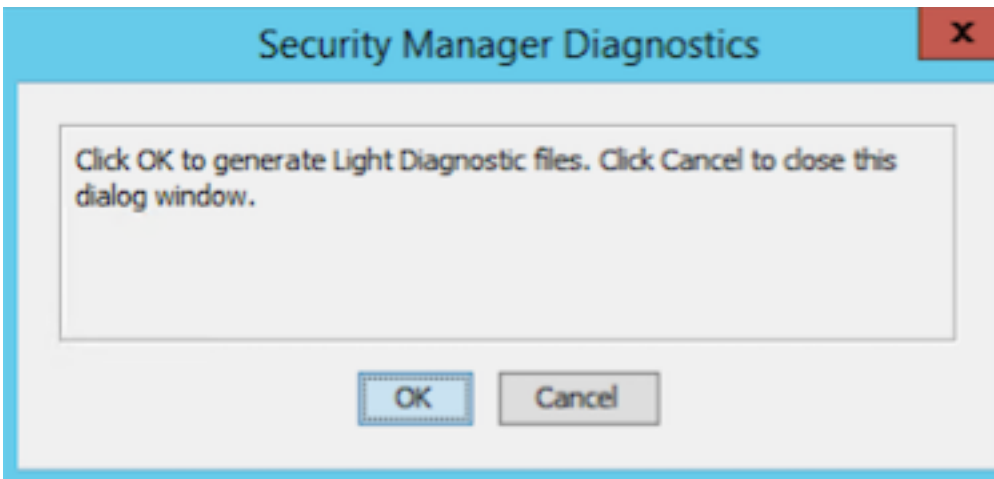 Security Manager Diagnostics
x
Click OK to generate Light Diagnostic files. Click Cancel to close this
dialog window.
OK
Cancel